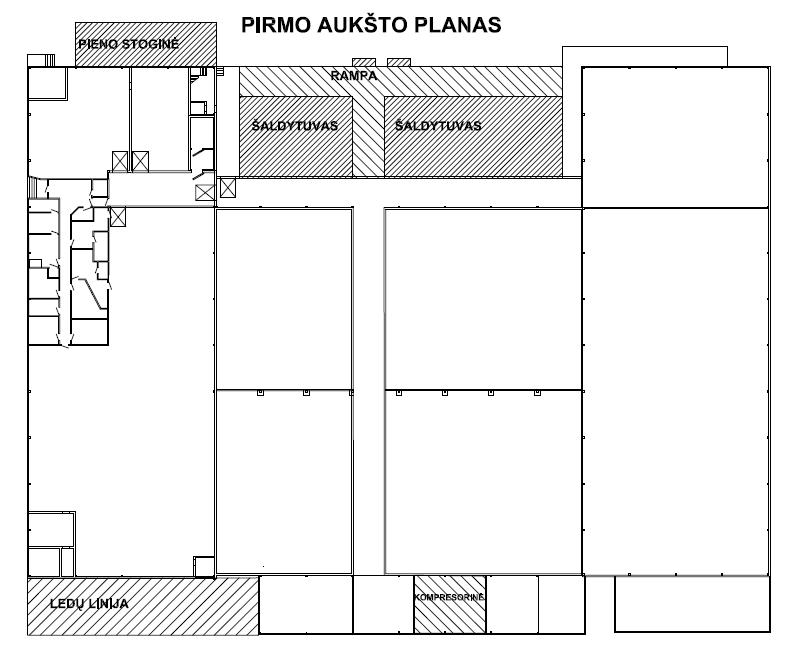 PIRMO AUKŠTO PLANAS
PIENO STOGINĖ
RAMPA
ŠALDYTUVAS
ŠALDYTUVAS
LEDŲ LINIJA
KOMPRESORINĖ